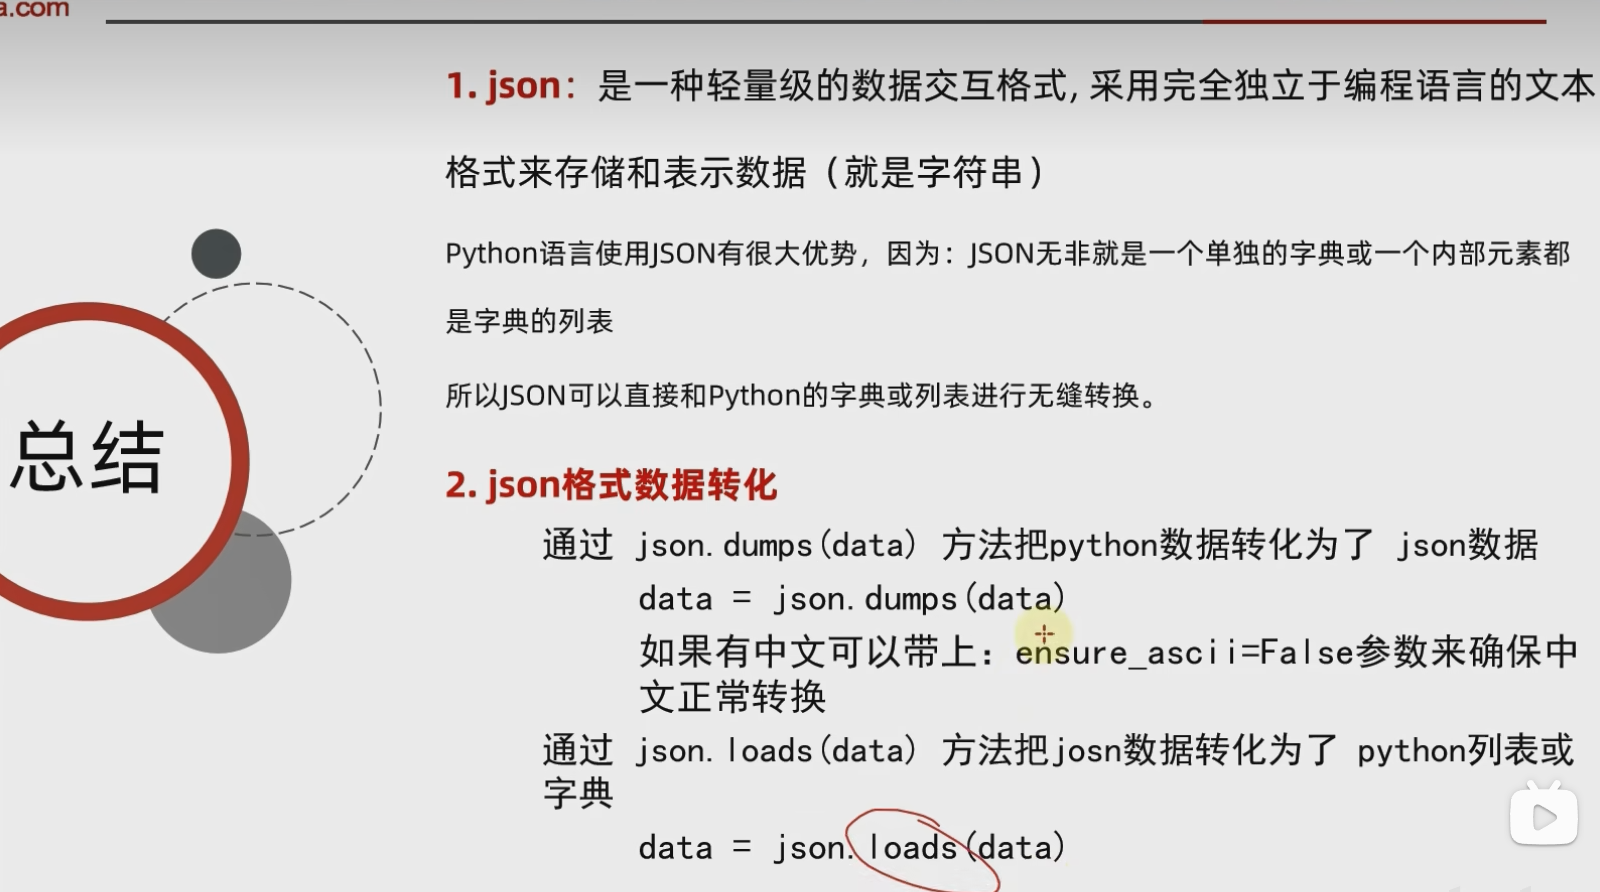 a.com
1. json：是一种轻量级的数据交互格式, 采用完全独立于编程语言的文本
格式来存储和表示数据（就是字符串）
Python语言使用JSON有很大优势，因为：JSON无非就是一个单独的字典或一个内部元素都
是字典的列表
所以JSON可以直接和Python的字典或列表进行无缝转换。
总结
2. json格式数据转化
通过 json.dumps(data) 方法把python数据转化为了 json数据
data = json.dumps(data)
如果有中文可以带上：ensure_ascii=False参数来确保中
文正常转换
通过 json.loads(data) 方法把josn数据转化为了 python列表或
字典
data = json.loads(data)